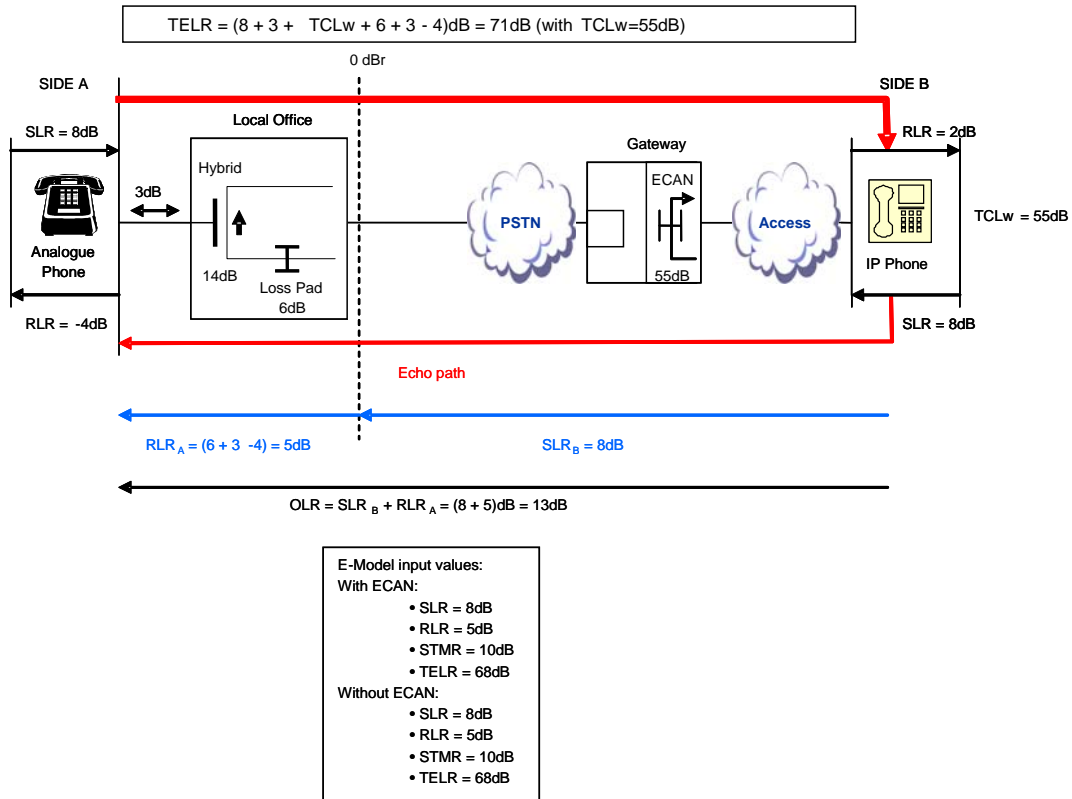 TELR = (8 + 3 + TCLw + 6 + 3 - 4)dB = 71dB (with TCLw=55dB)
0 dBr
SIDE A
SIDE B
SLR = 8dB
Local Office
RLR = 2dB
Gateway
Hybrid
ECAN
3dB
TCLw = 55dB
PSTN
Access
Analogue
Phone
14dB
Loss Pad
6dB
55dB
IP Phone
RLR = -4dB
SLR = 8dB
Echo path
RLR A = (6 + 3 -4) = 5dB
SLR B = 8dB
OLR = SLR B + RLR A = (8 + 5)dB = 13dB
E-Model input values:
With ECAN:
• SLR = 8dB
• RLR = 5dB
• STMR = 10dB
• TELR = 68dB
Without ECAN:
• SLR = 8dB
• RLR = 5dB
• STMR = 10dB
• TELR = 68dB